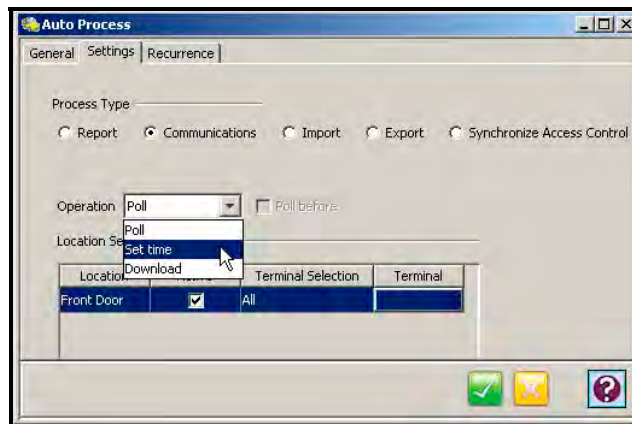 Auto Process
General Settings Recurrence
Process Type
Report Communications Import Export Synchronize Access Control
Operation Poll Poll before
Poll
Set time
Download
Location Se
Location Terminal Selection Terminal
Front Door All